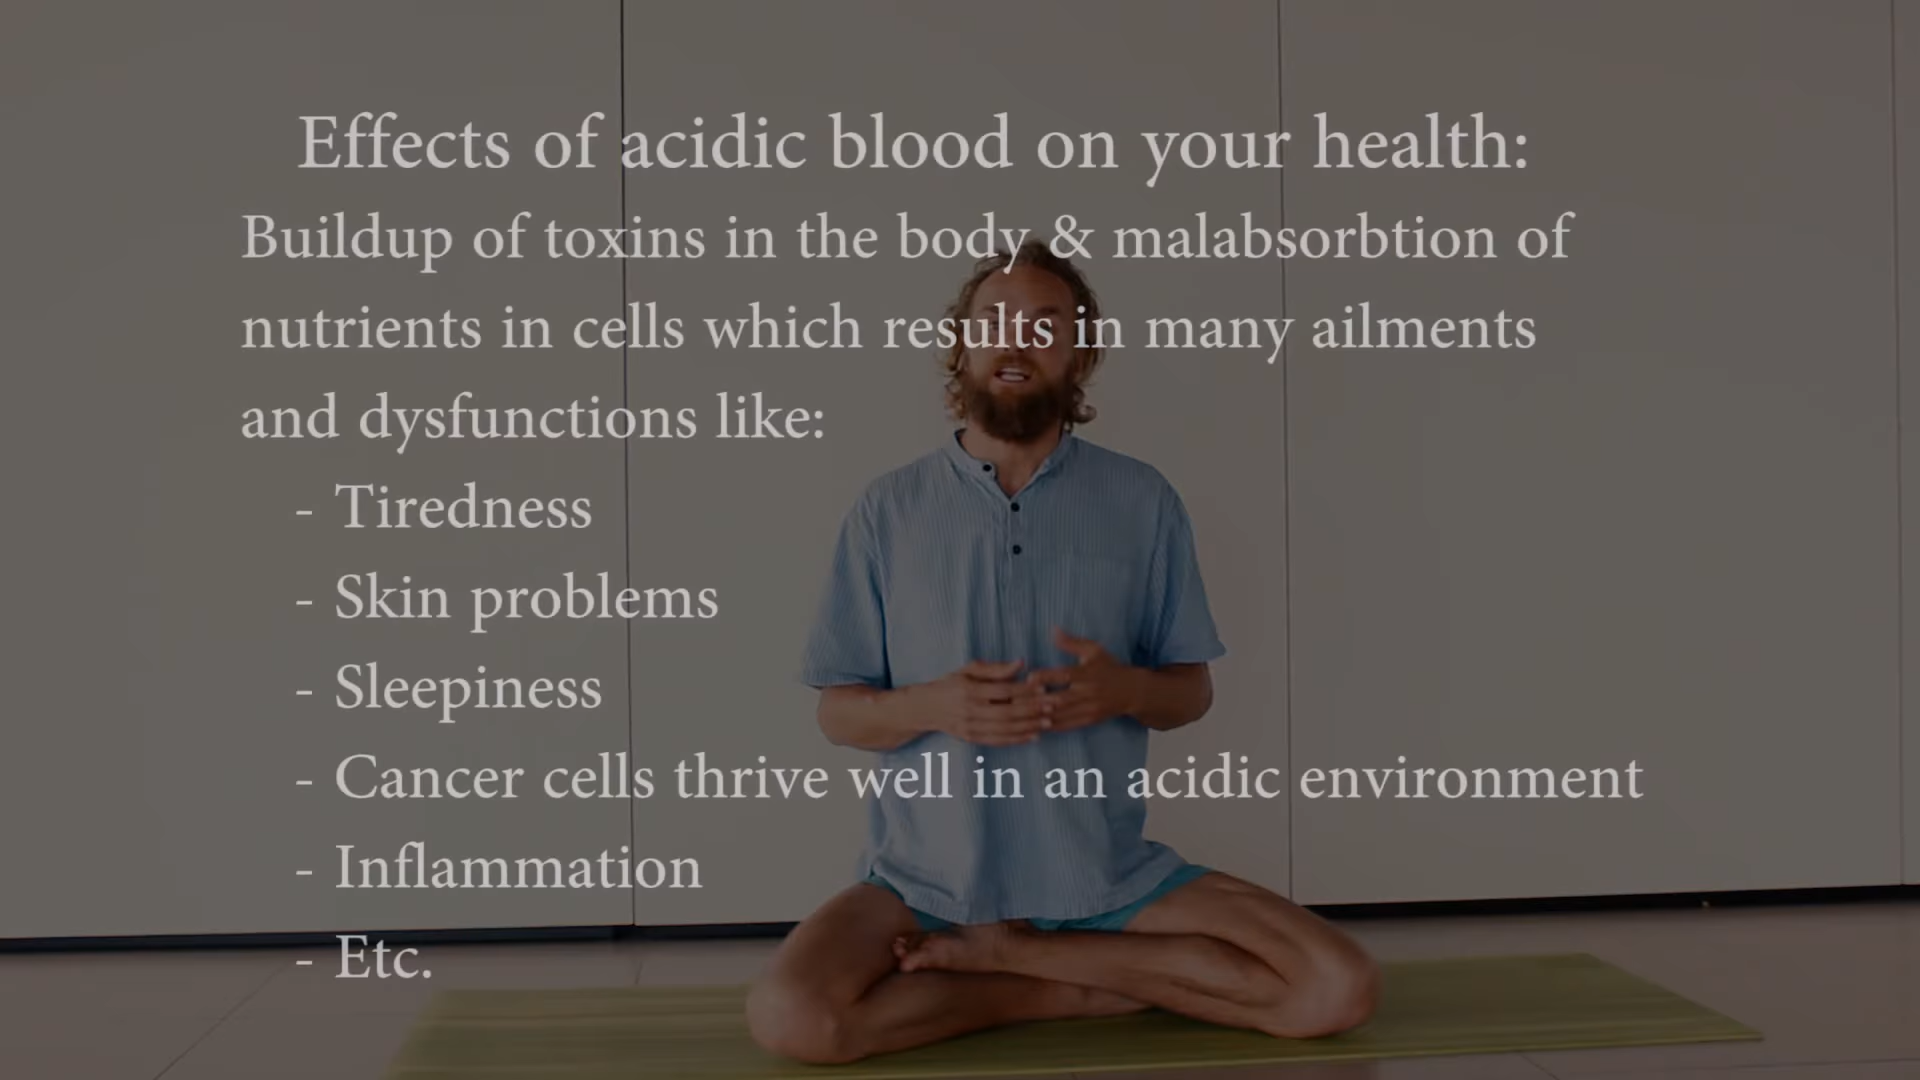 Effects of acidic blood on your health:
Buildup of toxins in the body & malabsorbtion of
nutrients in cells which results in many ailments
and dysfunctions like:
- Tiredness
- Skin problems
- Sleepiness
- Cancer cells thrive well in an acidic environment
- Inflammation
- Etc.